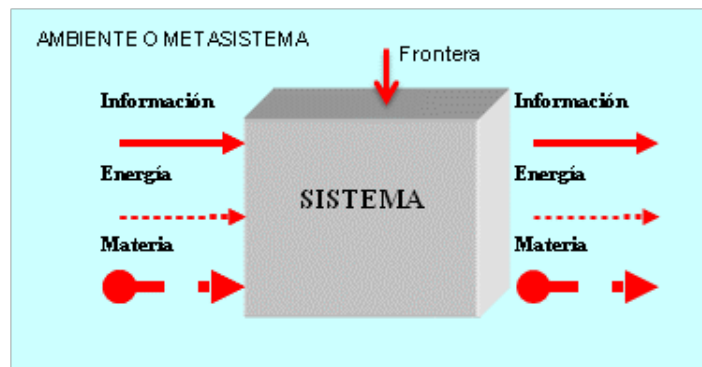 AMBIENTE O METASISTEMA
Frontera
Información
Información
Energía
Energía
SISTEMA
Materia
Materia